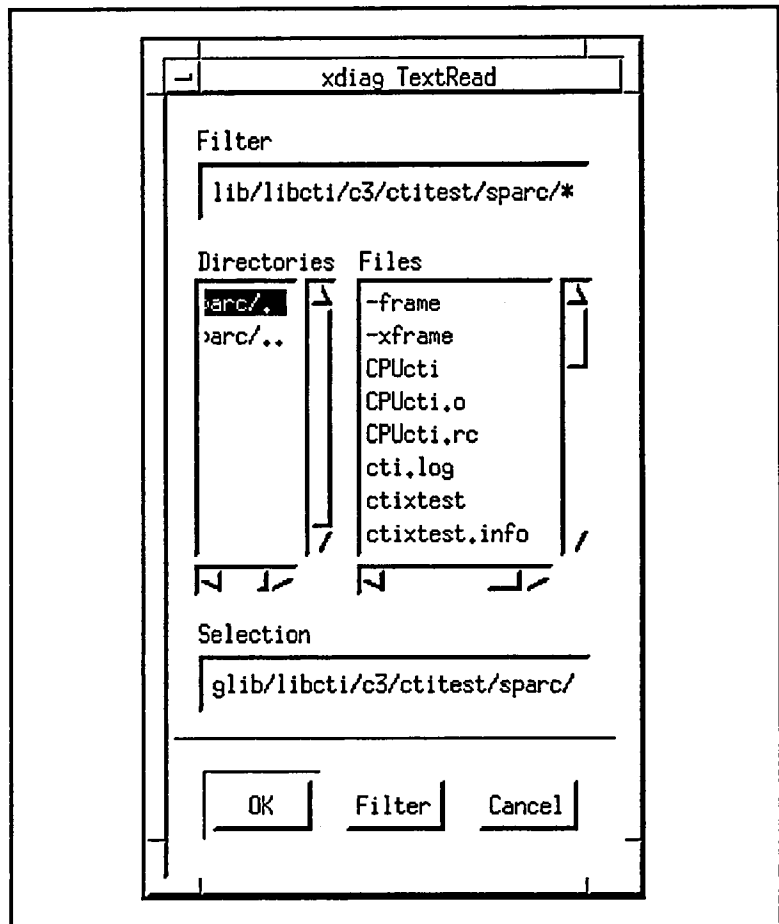 xdiag TextRead
Filter
lib/libcti/c3/ctitest/sparc/*
Directories Files
arc/.
arc/..
-frame
-xframe
CPUcti
CPUcti.o
CPUcti.rc
cti.log
ctixtest
ctixtest.info
Selection
glib/libcti/c3/ctitest/sparc/
OK Filter Cancel